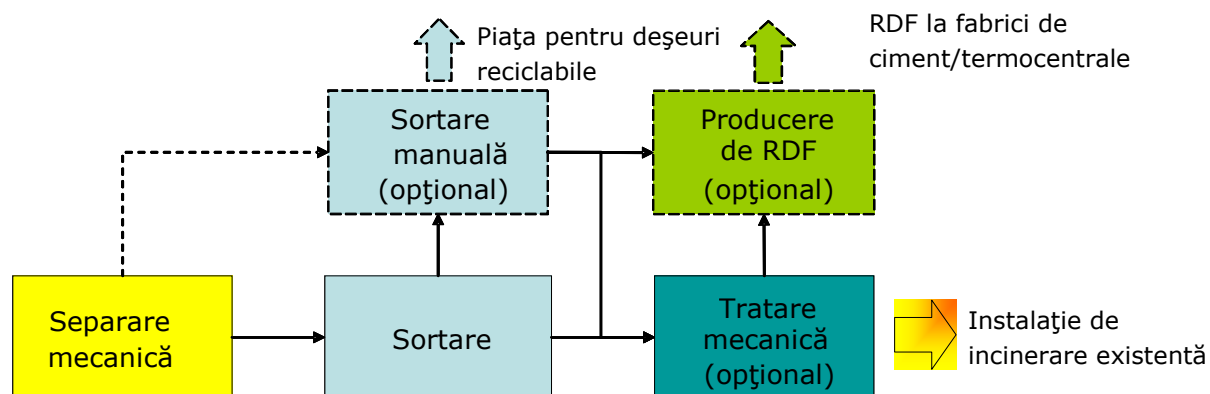 Piaţa pentru deşeuri
reciclabile
RDF la fabrici de
ciment/termocentrale
Sortare
manuală
(opţional)
Producere
de RDF
(opţional)
Separare
mecanică
Sortare
Tratare
mecanică
(opţional)
Instalaţie de
incinerare existentă